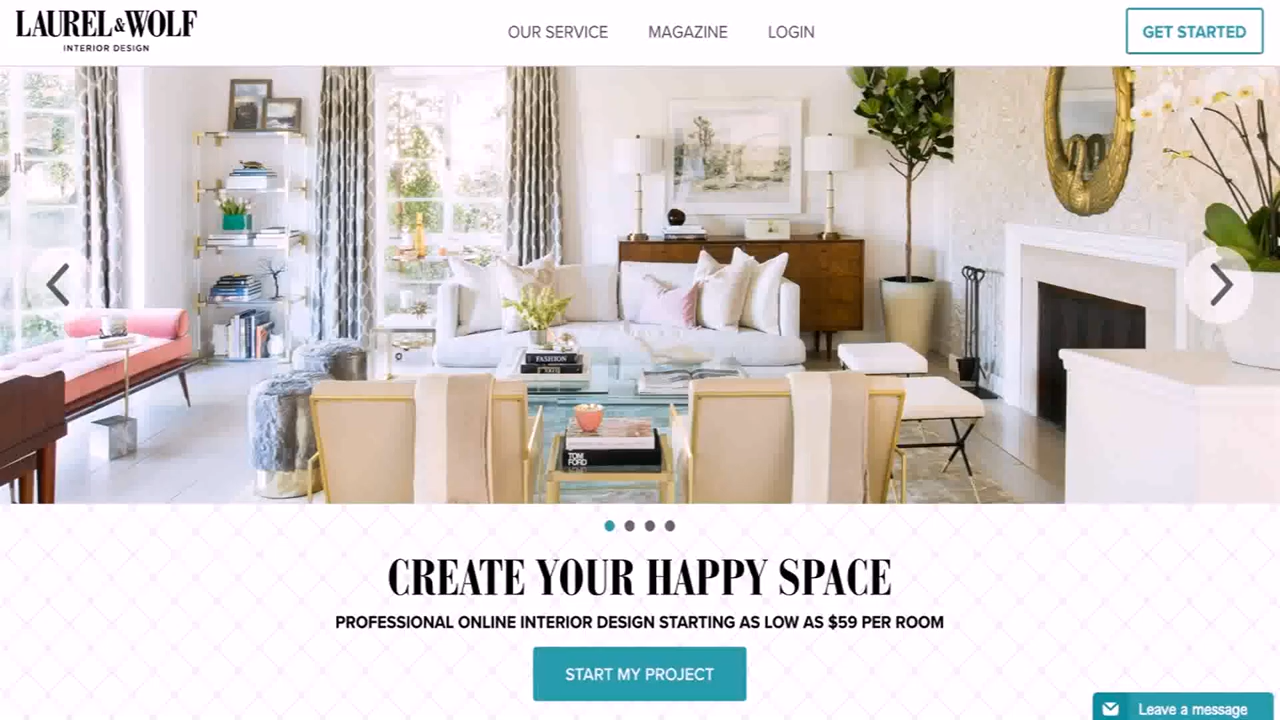 LAUREL & WOLF
INTERIOR DESIGN
OUR SERVICE
MAGAZINE
LOGIN
GET STARTED
FASHION
TOM
FORD
CREATE YOUR HAPPY SPACE
PROFESSIONAL ONLINE INTERIOR DESIGN STARTING AS LOW AS $59 PER ROOM
START MY PROJECT
Leave a message